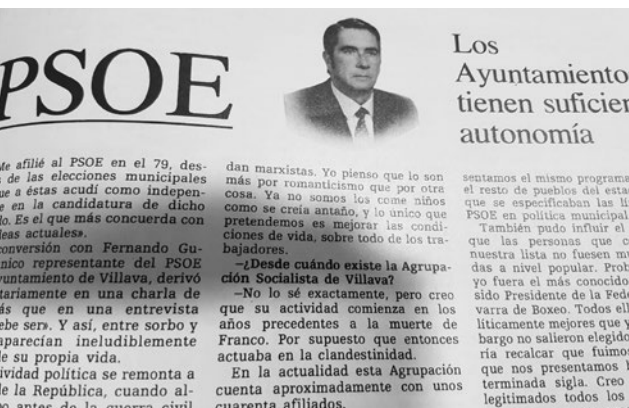 PSOE
Los
Ayuntamiento
tienen suficien
autonomía
Me afilié al PSOE en el 79, des-
de las elecciones municipales
que a éstas acudí como indepen-
en la candidatura de dicho
Es el que más concuerda con
ideas actuales».
conversión con Fernando Gu-
único representante del PSOE
yuntamiento de Villava, derivó
tariamente en una charla de
más que en una entrevista
debe ser». Y así, entre sorbo y
aparecían ineludiblemente
de su propia vida.
ividad política se remonta a
de la República, cuando al-
antes de la guerra civil
dan marxistas. Yo pienso que lo son
más por romanticismo que por otra
cosa. Ya no somos los come niños
como se creía antaño, y lo único que
pretendemos es mejorar las condi-
ciones de vida, sobre todo de los tra-
bajadores.
—¿Desde cuándo existe la Agrupa-
ción Socialista de Villava?
—No lo sé exactamente, pero creo
que su actividad comienza en los
años precedentes a la muerte de
Franco. Por supuesto que entonces
actuaba en la clandestinidad.
En la actualidad esta Agrupación
cuenta aproximadamente con unos
cuarenta afiliados.
sentamos el mismo programa
el resto de pueblos del esta
que se especificaban las lí
PSOE en política municipal
También pudo influir el
que las personas que c
nuestra lista no fuesen mu
das a nivel popular. Prob
yo fuera el más conocido
sido Presidente de la Fede
varra de Boxeo. Todos ell
líticamente mejores que y
bargo no salieron elegido
ría recalcar que fuimos
que nos presentamos b
terminada sigla. Creo
legitimados todos los